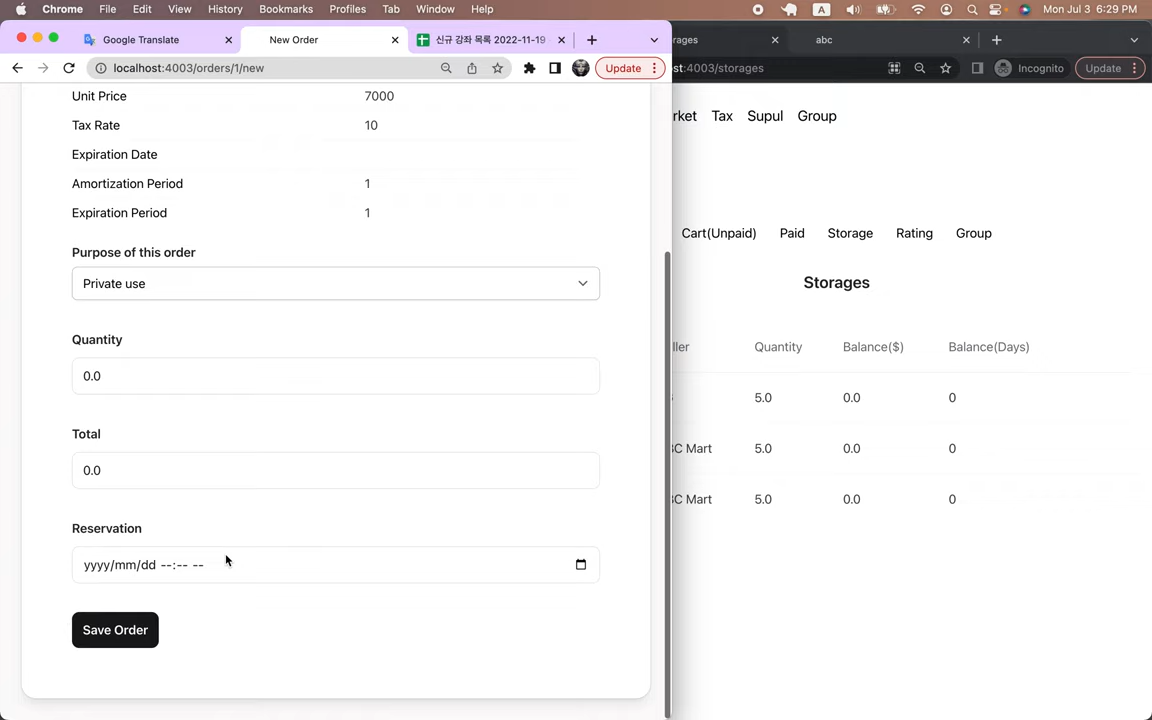 Chrome File Edit View History Bookmarks Profiles Tab Window Help A Mon Jul 3 6:29 PM
Google Translate New Order 신규 강좌 목록 2022-11-19
localhost:4003/orders/1/new Update
Unit Price 7000
Tax Rate 10
Expiration Date
Amortization Period 1
Expiration Period 1
Purpose of this order
Private use
Quantity
0.0
Total
0.0
Reservation
yyyy/mm/dd --:-- --
Save Order
rages abc
st:4003/storages Incognito Update
rket Tax Supul Group
Cart(Unpaid) Paid Storage Rating Group
Storages
ller Quantity Balance($) Balance(Days)
5.0 0.0 0
C Mart 5.0 0.0 0
C Mart 5.0 0.0 0